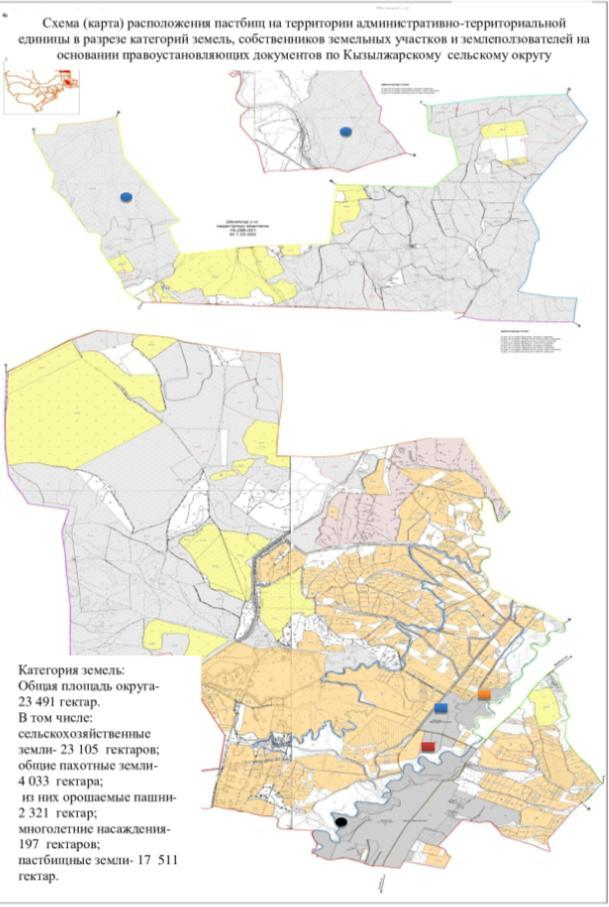 Схема (карта) расположения пастбищ на территории административно-территориальной
единицы в разрезе категорий земель, собственников земельных участков и землепользователей на
основании правоустановляющих документов по Кызылжарскому сельскому округу
Категория земель:
Общая площадь округа-
23 491 гектар.
В том числе:
сельскохозяйственные
земли- 23 105 гектаров;
общие пахотные земли-
4 033 гектара;
из них орошаемые пашни-
2 321 гектар;
многолетние насаждения-
197 гектаров;
пастбищные земли- 17 511
гектар.